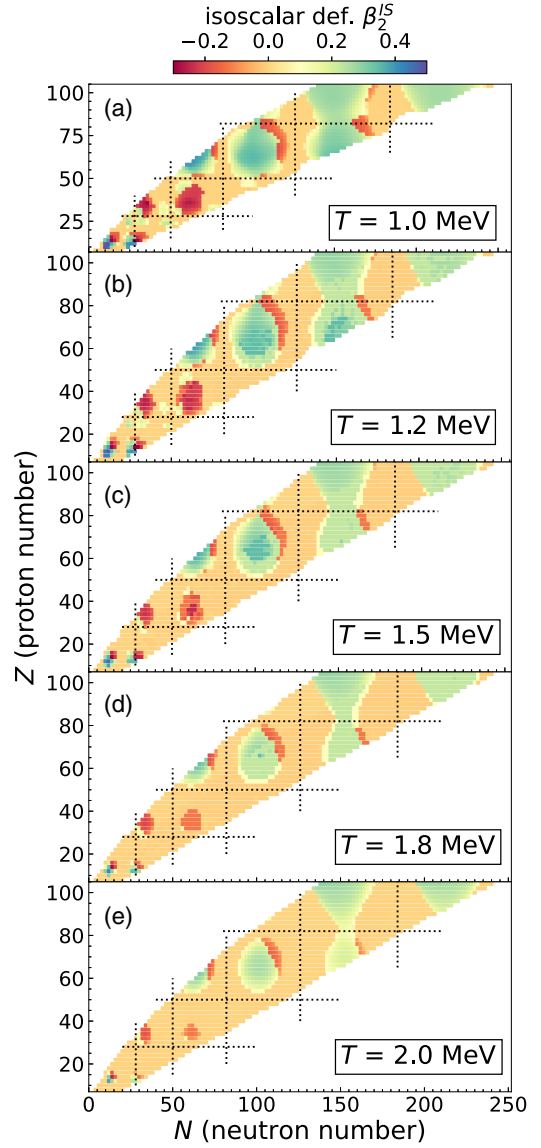 isoscalar def. β₂^{IS}
−0.2 0.0 0.2 0.4
(a)
100
75
50
25
T = 1.0 MeV
(b)
100
80
60
40
20
T = 1.2 MeV
(c)
100
80
60
40
20
T = 1.5 MeV
(d)
100
80
60
40
20
T = 1.8 MeV
(e)
100
80
60
40
20
T = 2.0 MeV
Z (proton number)
0 50 100 150 200 250
N (neutron number)